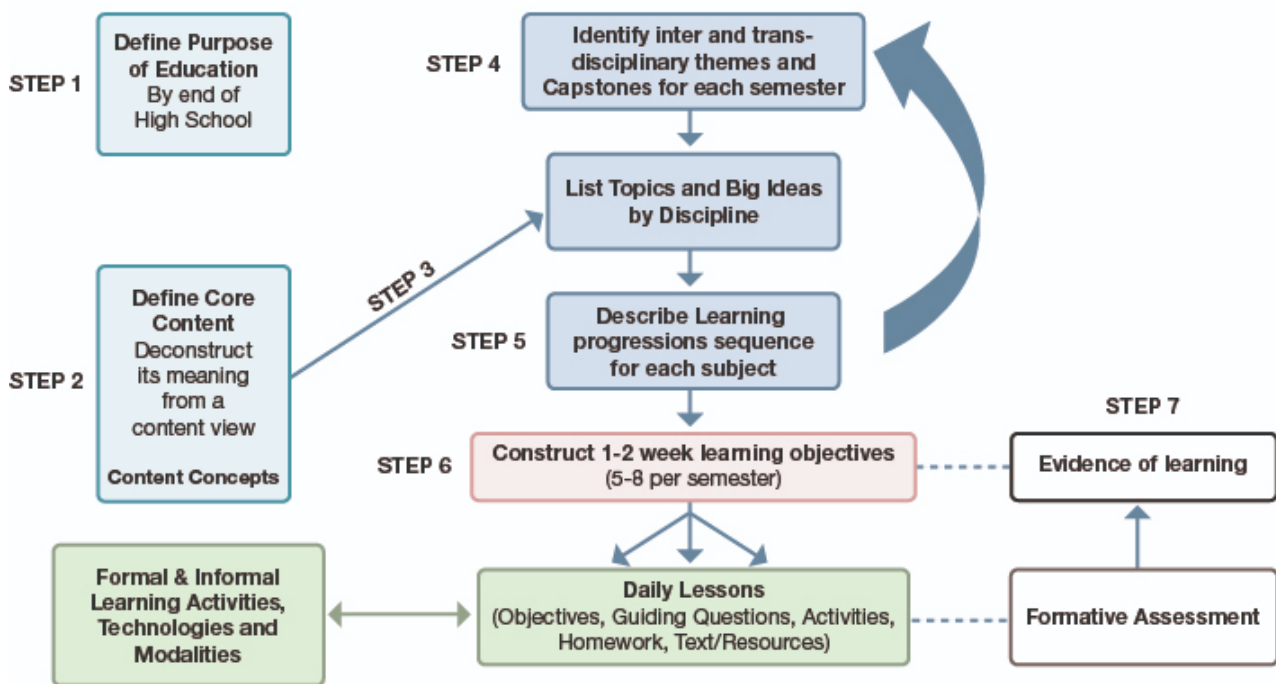 STEP 1
Define Purpose
of Education
By end of
High School
STEP 2
Define Core
Content
Deconstruct
its meaning
from a
content view
Content Concepts
STEP 3
STEP 4
Identify inter and trans-
disciplinary themes and
Capstones for each semester
List Topics and Big Ideas
by Discipline
STEP 5
Describe Learning
progressions sequence
for each subject
STEP 6
Construct 1-2 week learning objectives
(5-8 per semester)
STEP 7
Evidence of learning
Formal & Informal
Learning Activities,
Technologies and
Modalities
Daily Lessons
(Objectives, Guiding Questions, Activities,
Homework, Text/Resources)
Formative Assessment